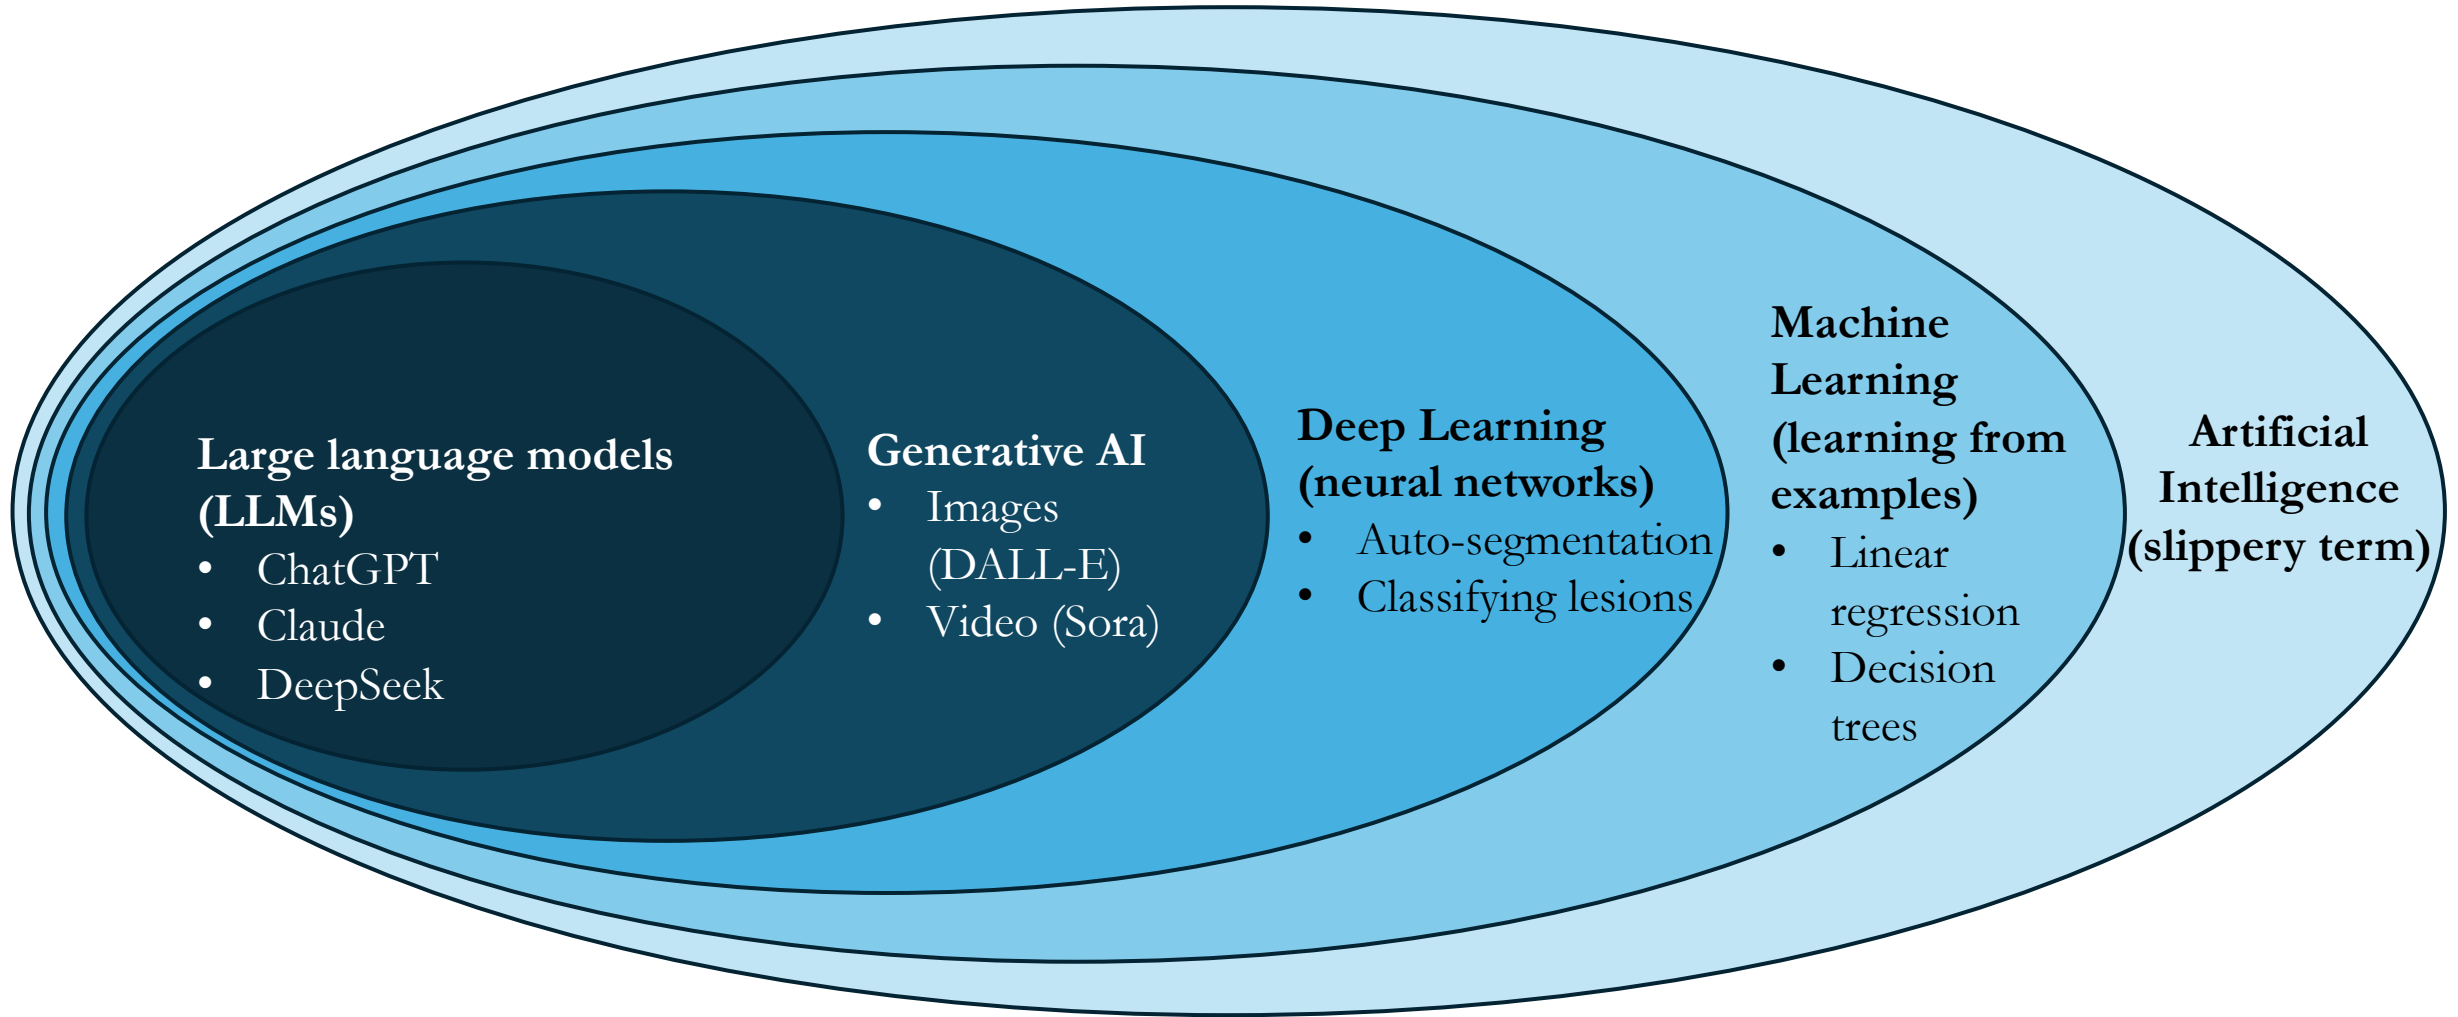 Large language models
(LLMs)
• ChatGPT
• Claude
• DeepSeek
Generative AI
• Images
(DALL-E)
• Video (Sora)
Deep Learning
(neural networks)
• Auto-segmentation
• Classifying lesions
Machine
Learning
(learning from
examples)
• Linear
regression
• Decision
trees
Artificial
Intelligence
(slippery term)